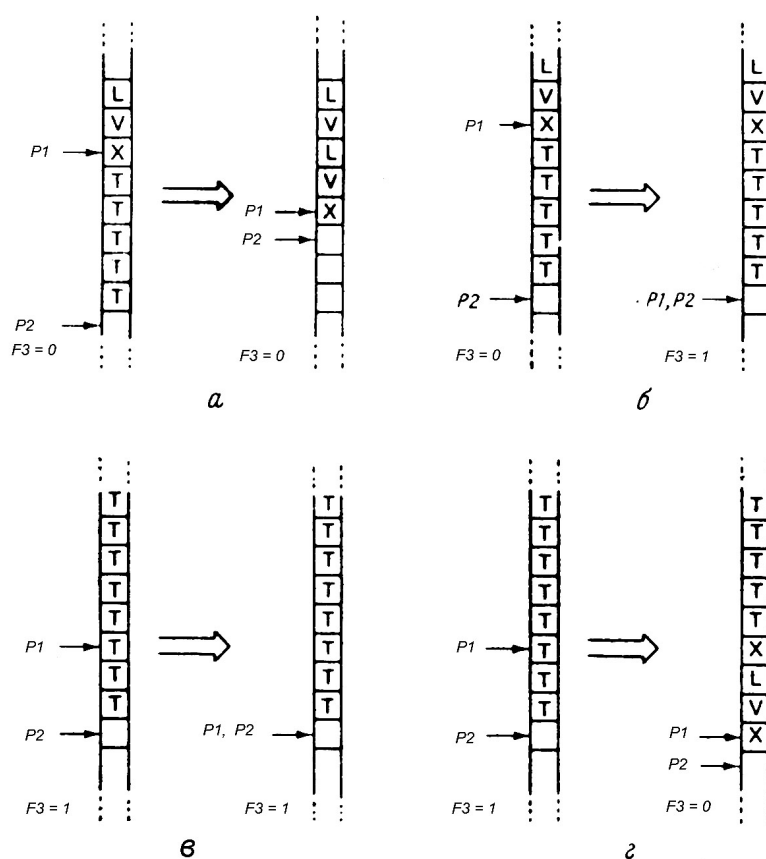 L
V
P1 X
T
T
T
T
T
P2
F3 = 0
L
V
L
V
P1 X
P2
F3 = 0
а
L
V
P1 X
T
T
T
T
T
P2
F3 = 0
L
V
X
T
T
T
T
T
P1, P2
F3 = 1
б
T
T
T
T
T
P1 T
T
T
P2
F3 = 1
T
T
T
T
T
T
T
T
P1, P2
F3 = 1
в
T
T
T
T
T
P1 T
T
T
P2
F3 = 1
T
T
T
T
T
X
L
V
P1 X
P2
F3 = 0
г